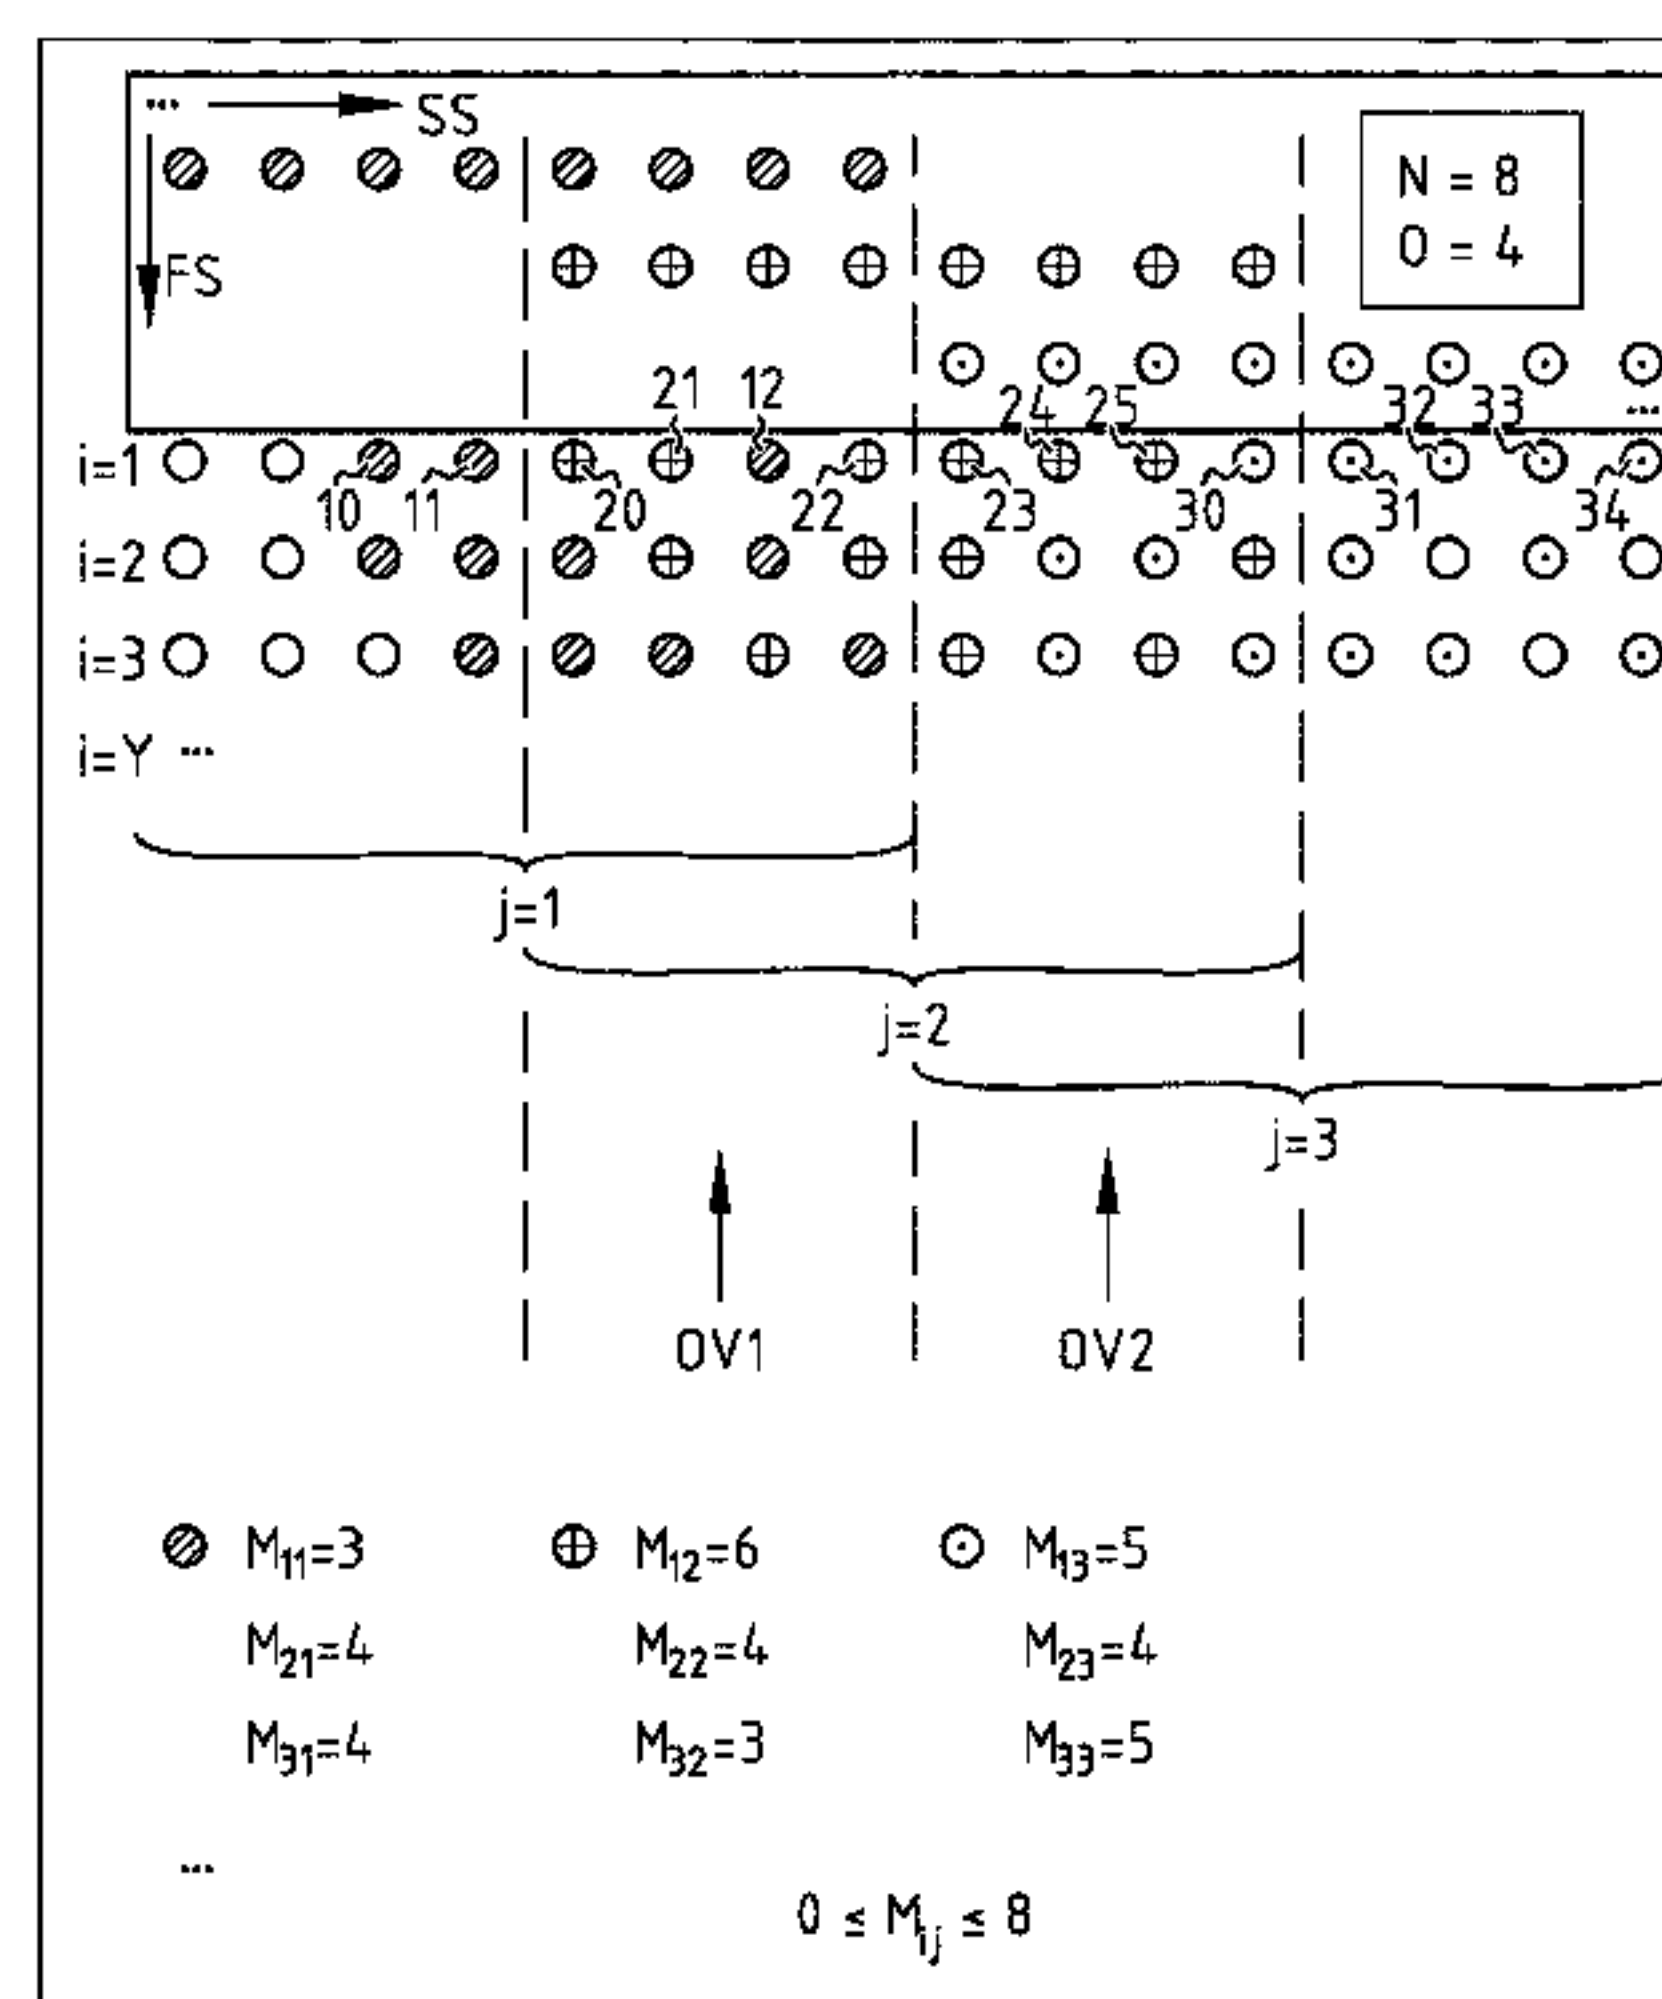 ... SS
N = 8
FS
O = 4
21 12 24 25 32 33 ...
i=1
10 11 20 22 23 30 31 34
i=2
i=3
i=Y ...
j=1
j=2
j=3
OV1 OV2
M11=3 M12=6 M13=5
M21=4 M22=4 M23=4
M31=4 M32=3 M33=5
...
0 ≤ Mij ≤ 8